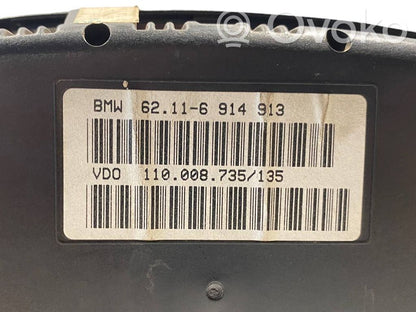 Ovoko
BMW 62.11-6 914 913
VDO 110.008.735/135